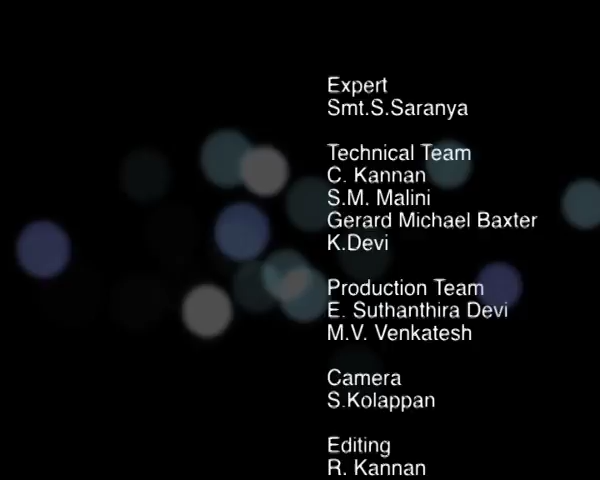 Expert
Smt.S.Saranya
Technical Team
C. Kannan
S.M. Malini
Gerard Michael Baxter
K.Devi
Production Team
E. Suthanthira Devi
M.V. Venkatesh
Camera
S.Kolappan
Editing
R. Kannan